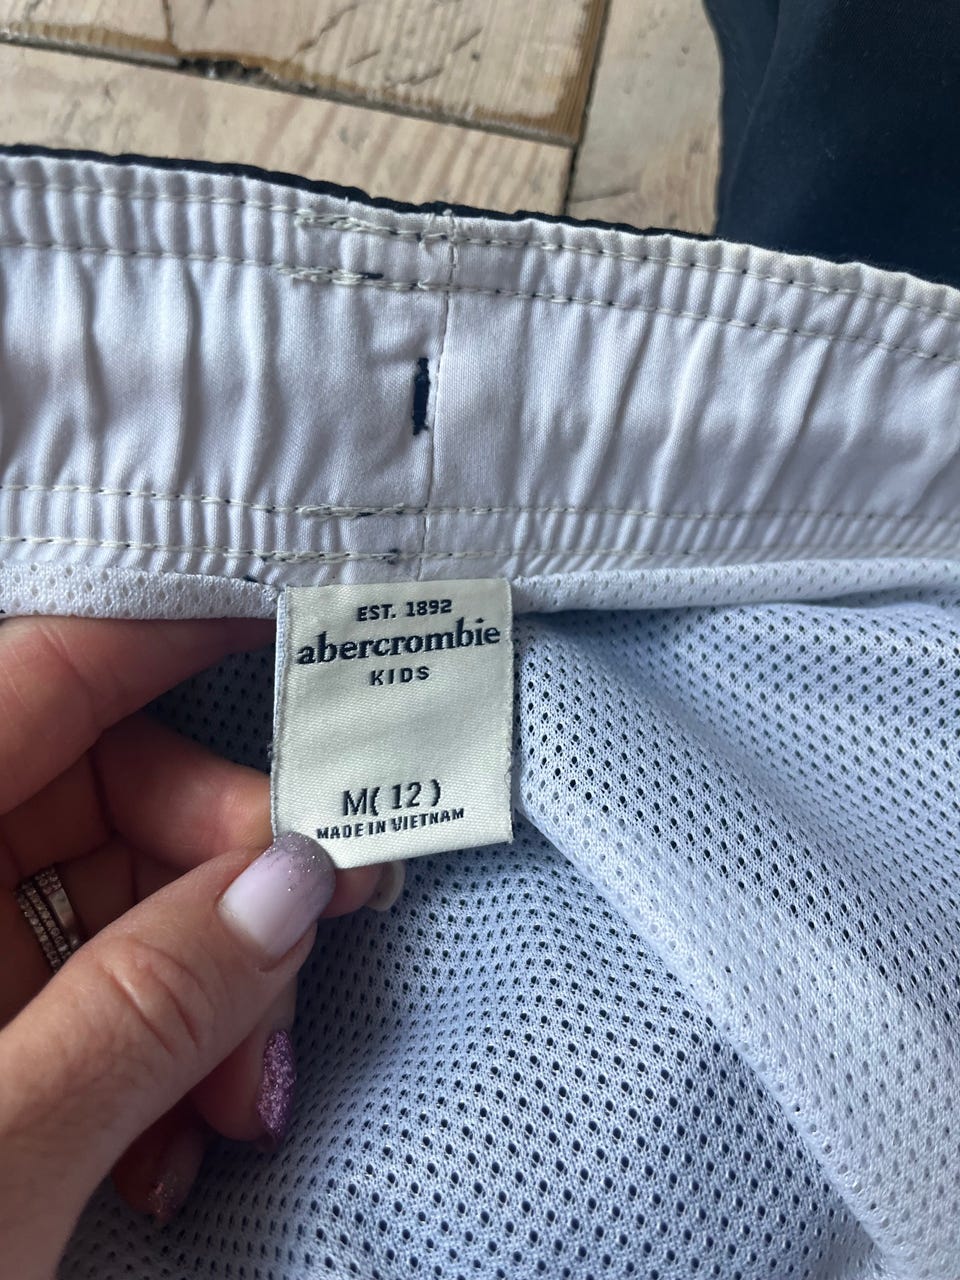 EST. 1892
abercrombie
KIDS
M( 12 )
MADE IN VIETNAM